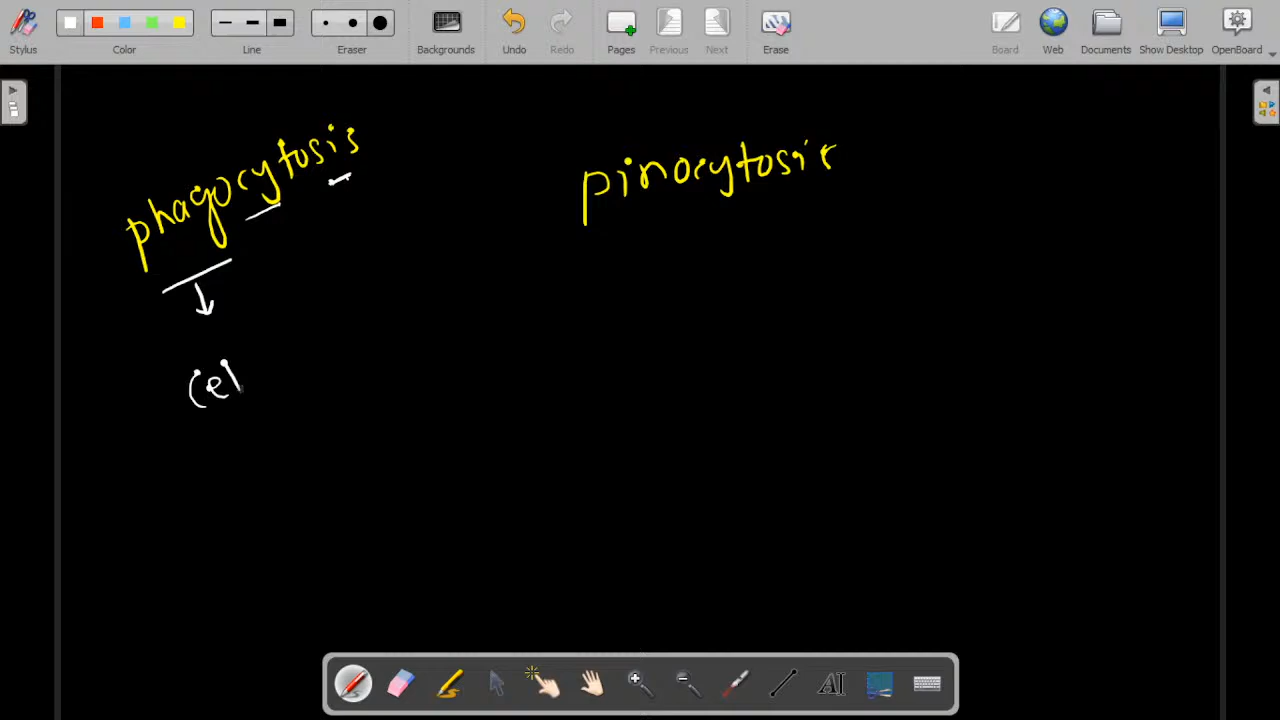 Stylus
Color
Line
Eraser
Backgrounds
Undo
Redo
Pages
Previous
Next
Erase
Board
Web
Documents
Show Desktop
OpenBoard
phagocytosis
pinocytosis
cel